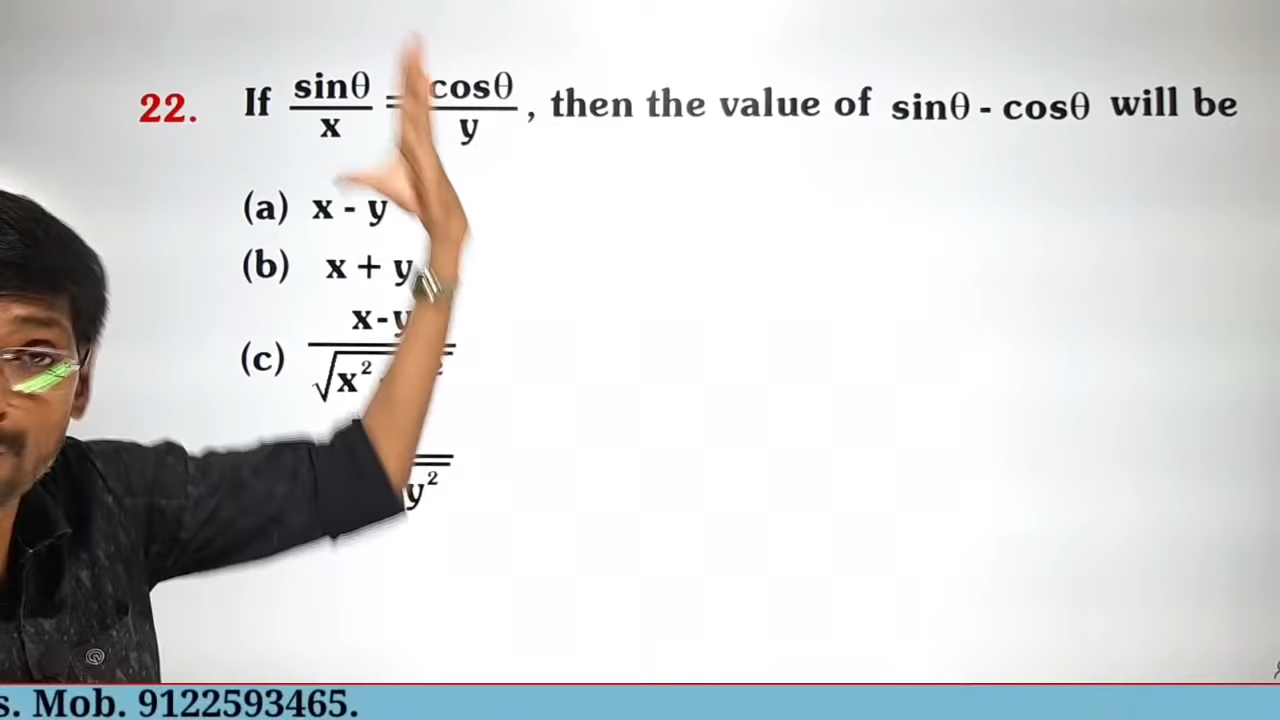 22. If sinθ/x = cosθ/y, then the value of sinθ - cosθ will be
(a) x - y
(b) x + y
(c) x-y/√x²
y²
s. Mob. 9122593465.